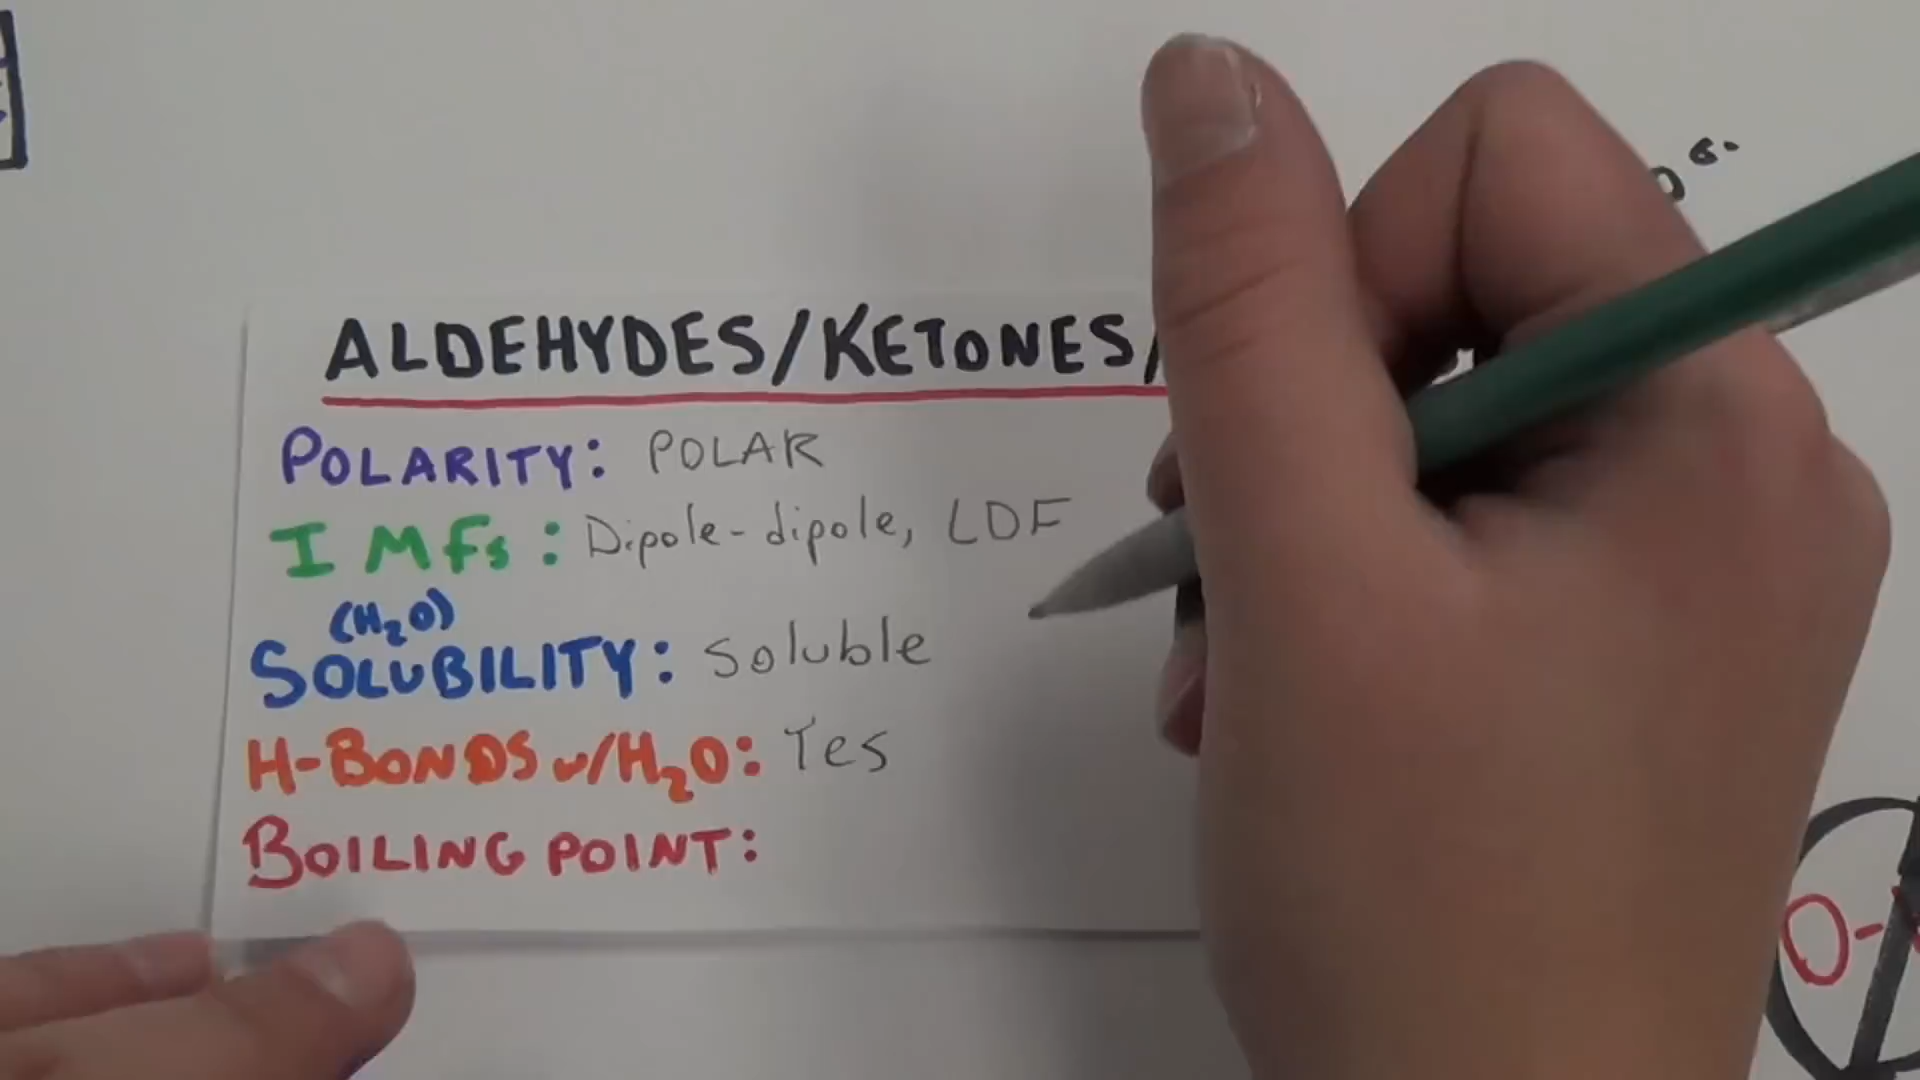 ALDEHYDES/KETONES/
POLARITY: POLAR
IMFs: Dipole-dipole, LDF
(H₂O)
SOLUBILITY: Soluble
H-BONDS w/H₂O: Yes
BOILING POINT: